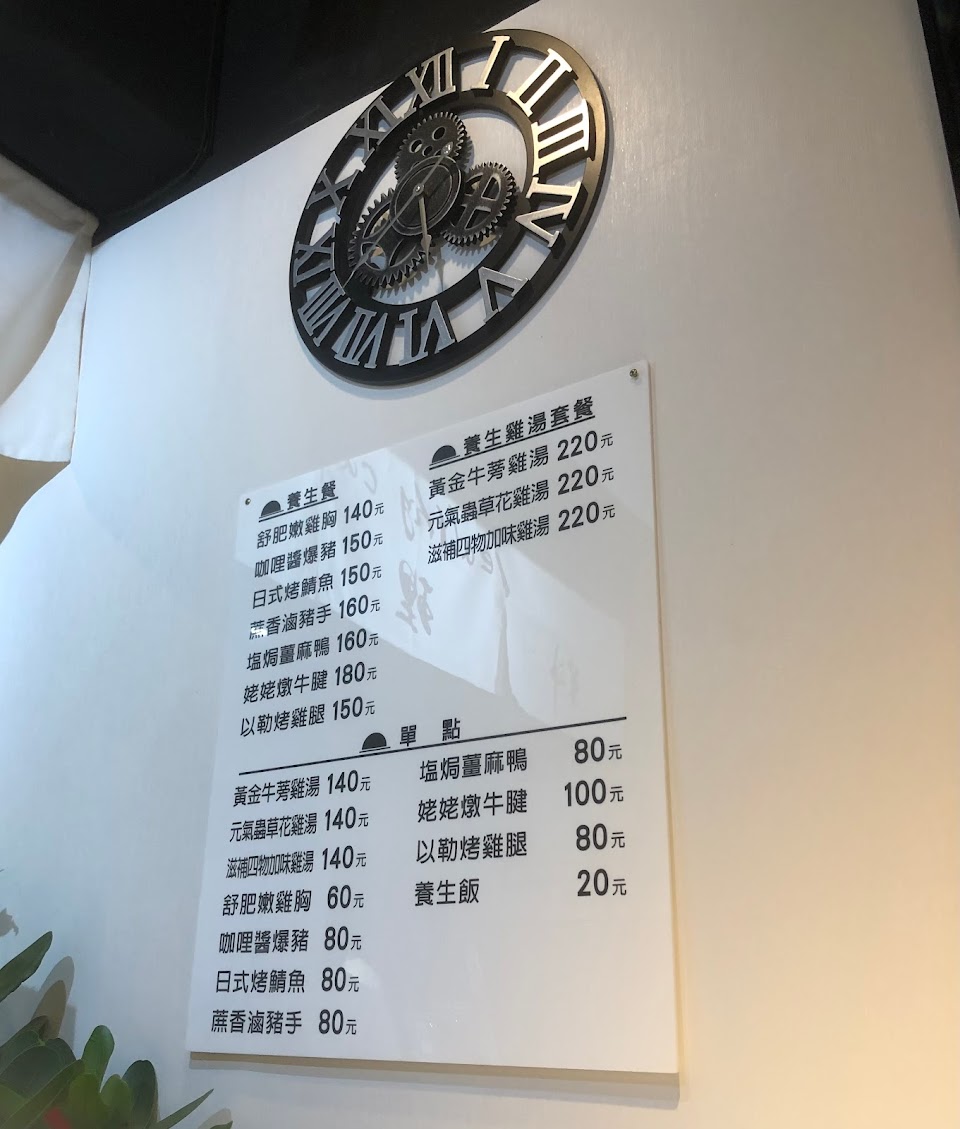 XII I II III IV V VI VII VIII IX X XI
養生餐
舒肥嫩雞胸 140元
咖哩醬爆豬 150元
日式烤鯖魚 150元
蔗香滷豬手 160元
塩焗薑麻鴨 160元
姥姥燉牛腱 180元
以勒烤雞腿 150元
養生雞湯套餐
黃金牛蒡雞湯 220元
元氣蟲草花雞湯 220元
滋補四物加味雞湯 220元
單 點
黃金牛蒡雞湯 140元
元氣蟲草花雞湯 140元
滋補四物加味雞湯 140元
舒肥嫩雞胸 60元
咖哩醬爆豬 80元
日式烤鯖魚 80元
蔗香滷豬手 80元
塩焗薑麻鴨 80元
姥姥燉牛腱 100元
以勒烤雞腿 80元
養生飯 20元